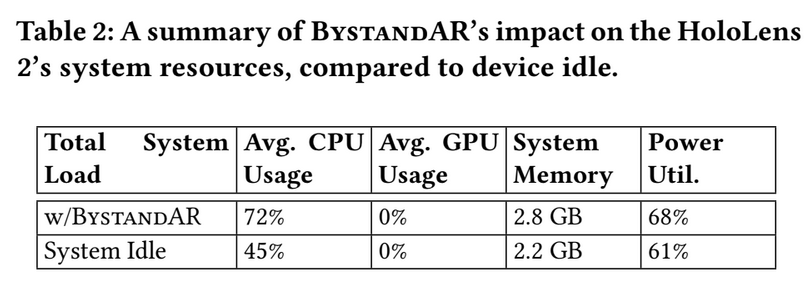 Table 2: A summary of BystandAR's impact on the HoloLens
2's system resources, compared to device idle.
Total System Avg. CPU Avg. GPU System Power
Load Usage Usage Memory Util.
w/BystandAR 72% 0% 2.8 GB 68%
System Idle 45% 0% 2.2 GB 61%